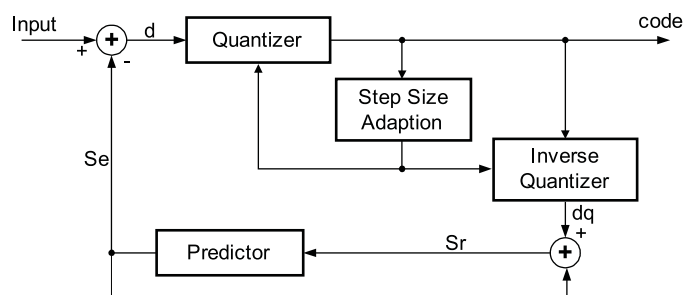 Input
code
+
+
-
d
Quantizer
Step Size
Adaption
Se
Inverse
Quantizer
dq
+
Predictor
Sr
+